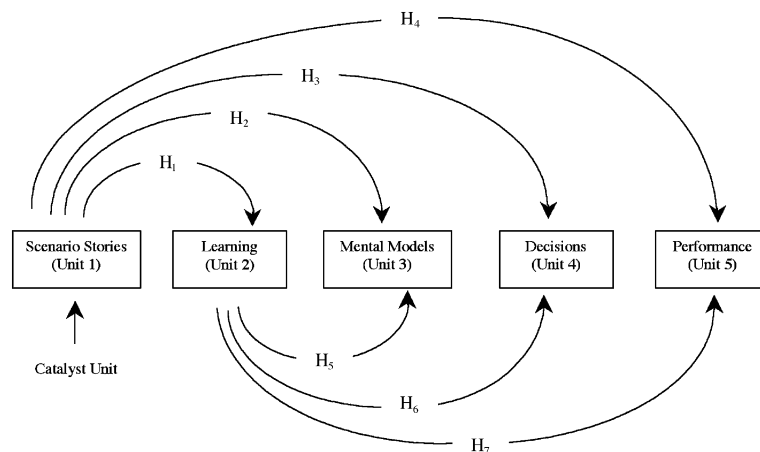 H₄
H₃
H₂
H₁
Scenario Stories
(Unit 1)
Learning
(Unit 2)
Mental Models
(Unit 3)
Decisions
(Unit 4)
Performance
(Unit 5)
Catalyst Unit
H₅
H₆
H₇